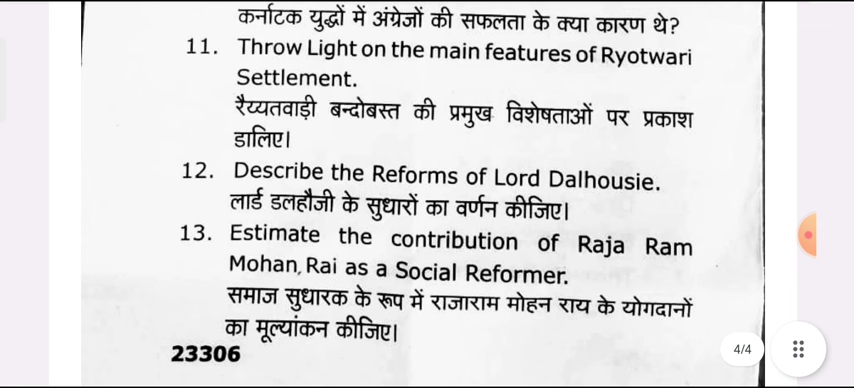 कर्नाटक युद्धों में अंग्रेजों की सफलता के क्या कारण थे?
11. Throw Light on the main features of Ryotwari
Settlement.
रैय्यतवाड़ी बन्दोबस्त की प्रमुख विशेषताओं पर प्रकाश
डालिए।
12. Describe the Reforms of Lord Dalhousie.
लार्ड डलहौजी के सुधारों का वर्णन कीजिए।
13. Estimate the contribution of Raja Ram
Mohan, Rai as a Social Reformer.
समाज सुधारक के रूप में राजाराम मोहन राय के योगदानों
का मूल्यांकन कीजिए।
23306
4/4